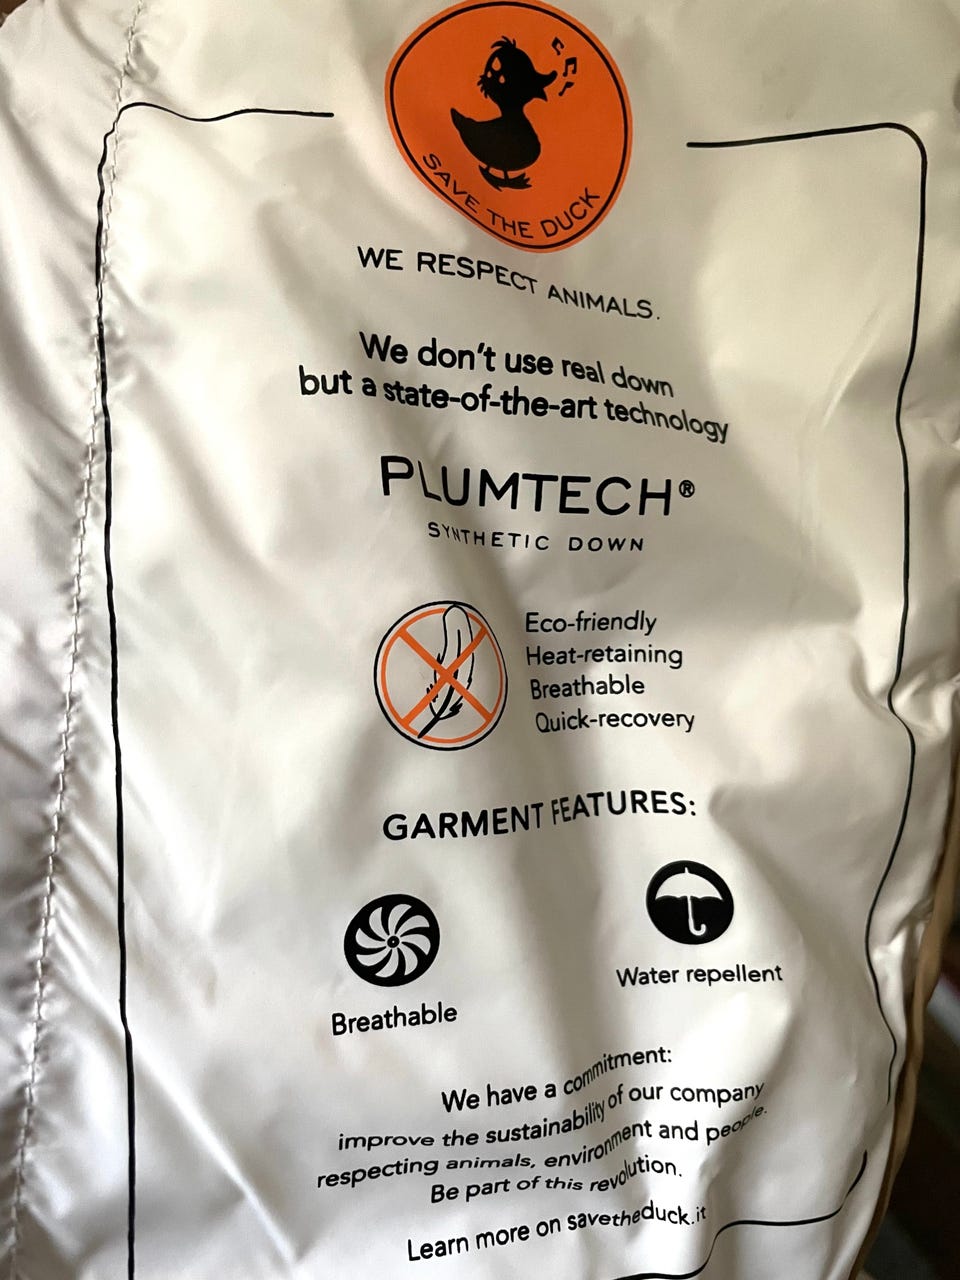 SAVE THE DUCK
WE RESPECT ANIMALS.
We don't use real down
but a state-of-the-art technology
PLUMTECH®
SYNTHETIC DOWN
Eco-friendly
Heat-retaining
Breathable
Quick-recovery
GARMENT FEATURES:
Breathable
Water repellent
We have a commitment:
improve the sustainability of our company
respecting animals, environment and people.
Be part of this revolution.
Learn more on savetheduck.it